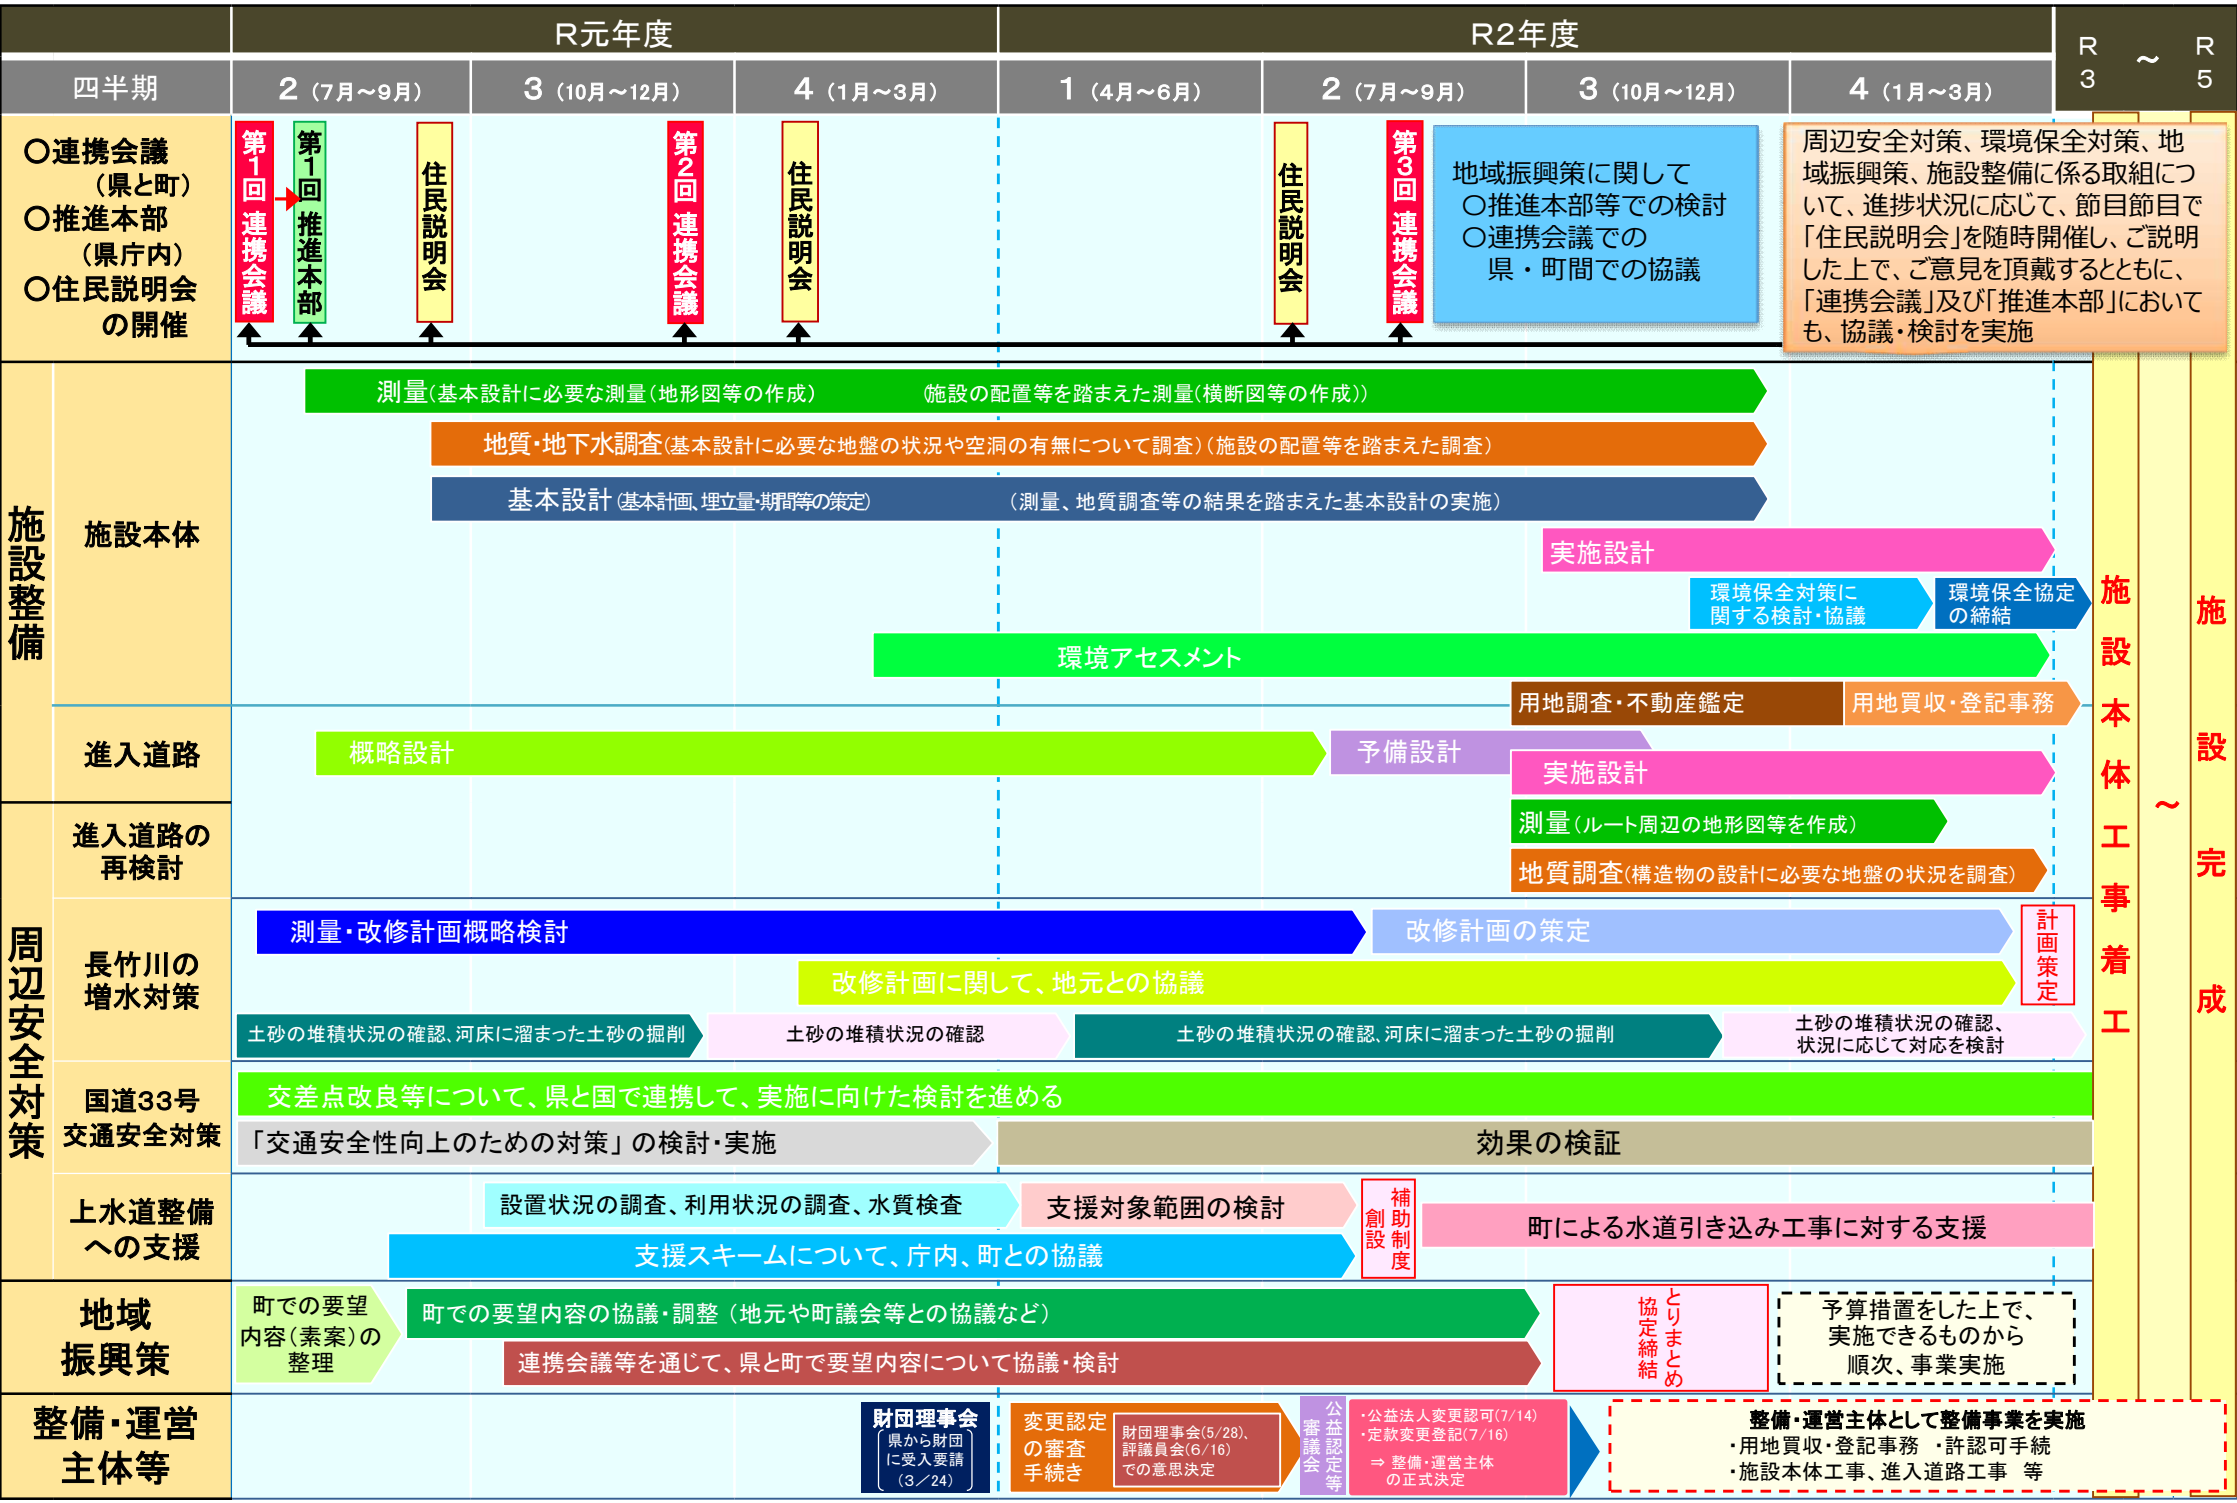 R元年度
R2年度
R3 ～ R5
四半期
2（7月～9月）
3（10月～12月）
4（1月～3月）
1（4月～6月）
2（7月～9月）
3（10月～12月）
4（1月～3月）
○連携会議
（県と町）
○推進本部
（県庁内）
○住民説明会
の開催
第1回 連携会議
第1回 推進本部
住民説明会
第2回 連携会議
住民説明会
住民説明会
第3回 連携会議
地域振興策に関して
○推進本部等での検討
○連携会議での
県・町間での協議
周辺安全対策、環境保全対策、地
域振興策、施設整備に係る取組につ
いて、進捗状況に応じて、節目節目で
「住民説明会」を随時開催し、ご説明
した上で、ご意見を頂戴するとともに、
「連携会議」及び「推進本部」において
も、協議・検討を実施
施設整備
施設本体
測量（基本設計に必要な測量（地形図等の作成） （施設の配置等を踏まえた測量（横断図等の作成））
地質・地下水調査（基本設計に必要な地盤の状況や空洞の有無について調査）（施設の配置等を踏まえた調査）
基本設計（基本計画、埋立量・期間等の策定） （測量、地質調査等の結果を踏まえた基本設計の実施）
実施設計
環境保全対策に
関する検討・協議
環境保全協定
の締結
環境アセスメント
用地調査・不動産鑑定
用地買収・登記事務
進入道路
概略設計
予備設計
実施設計
周辺安全対策
進入道路の
再検討
測量（ルート周辺の地形図等を作成）
地質調査（構造物の設計に必要な地盤の状況を調査）
長竹川の
増水対策
測量・改修計画概略検討
改修計画の策定
計画策定
改修計画に関して、地元との協議
土砂の堆積状況の確認、河床に溜まった土砂の掘削
土砂の堆積状況の確認
土砂の堆積状況の確認、河床に溜まった土砂の掘削
土砂の堆積状況の確認、
状況に応じて対応を検討
国道33号
交通安全対策
交差点改良等について、県と国で連携して、実施に向けた検討を進める
「交通安全性向上のための対策」の検討・実施
効果の検証
上水道整備
への支援
設置状況の調査、利用状況の調査、水質検査
支援対象範囲の検討
補助制度
創設
町による水道引き込み工事に対する支援
支援スキームについて、庁内、町との協議
地域
振興策
町での要望
内容（素案）の
整理
町での要望内容の協議・調整（地元や町議会等との協議など）
連携会議等を通じて、県と町で要望内容について協議・検討
とりまとめ
協定締結
予算措置をした上で、
実施できるものから
順次、事業実施
整備・運営
主体等
財団理事会
県から財団
に受入要請
（3／24）
変更認定
の審査
手続き
財団理事会（5/28）、
評議員会（6/16）
での意思決定
公益認定等
審議会
・公益法人変更認可（7/14）
・定款変更登記（7/16）
⇒ 整備・運営主体
の正式決定
整備・運営主体として整備事業を実施
・用地買収・登記事務 ・許認可手続
・施設本体工事、進入道路工事 等
施設本体工事着工
～
施設完成